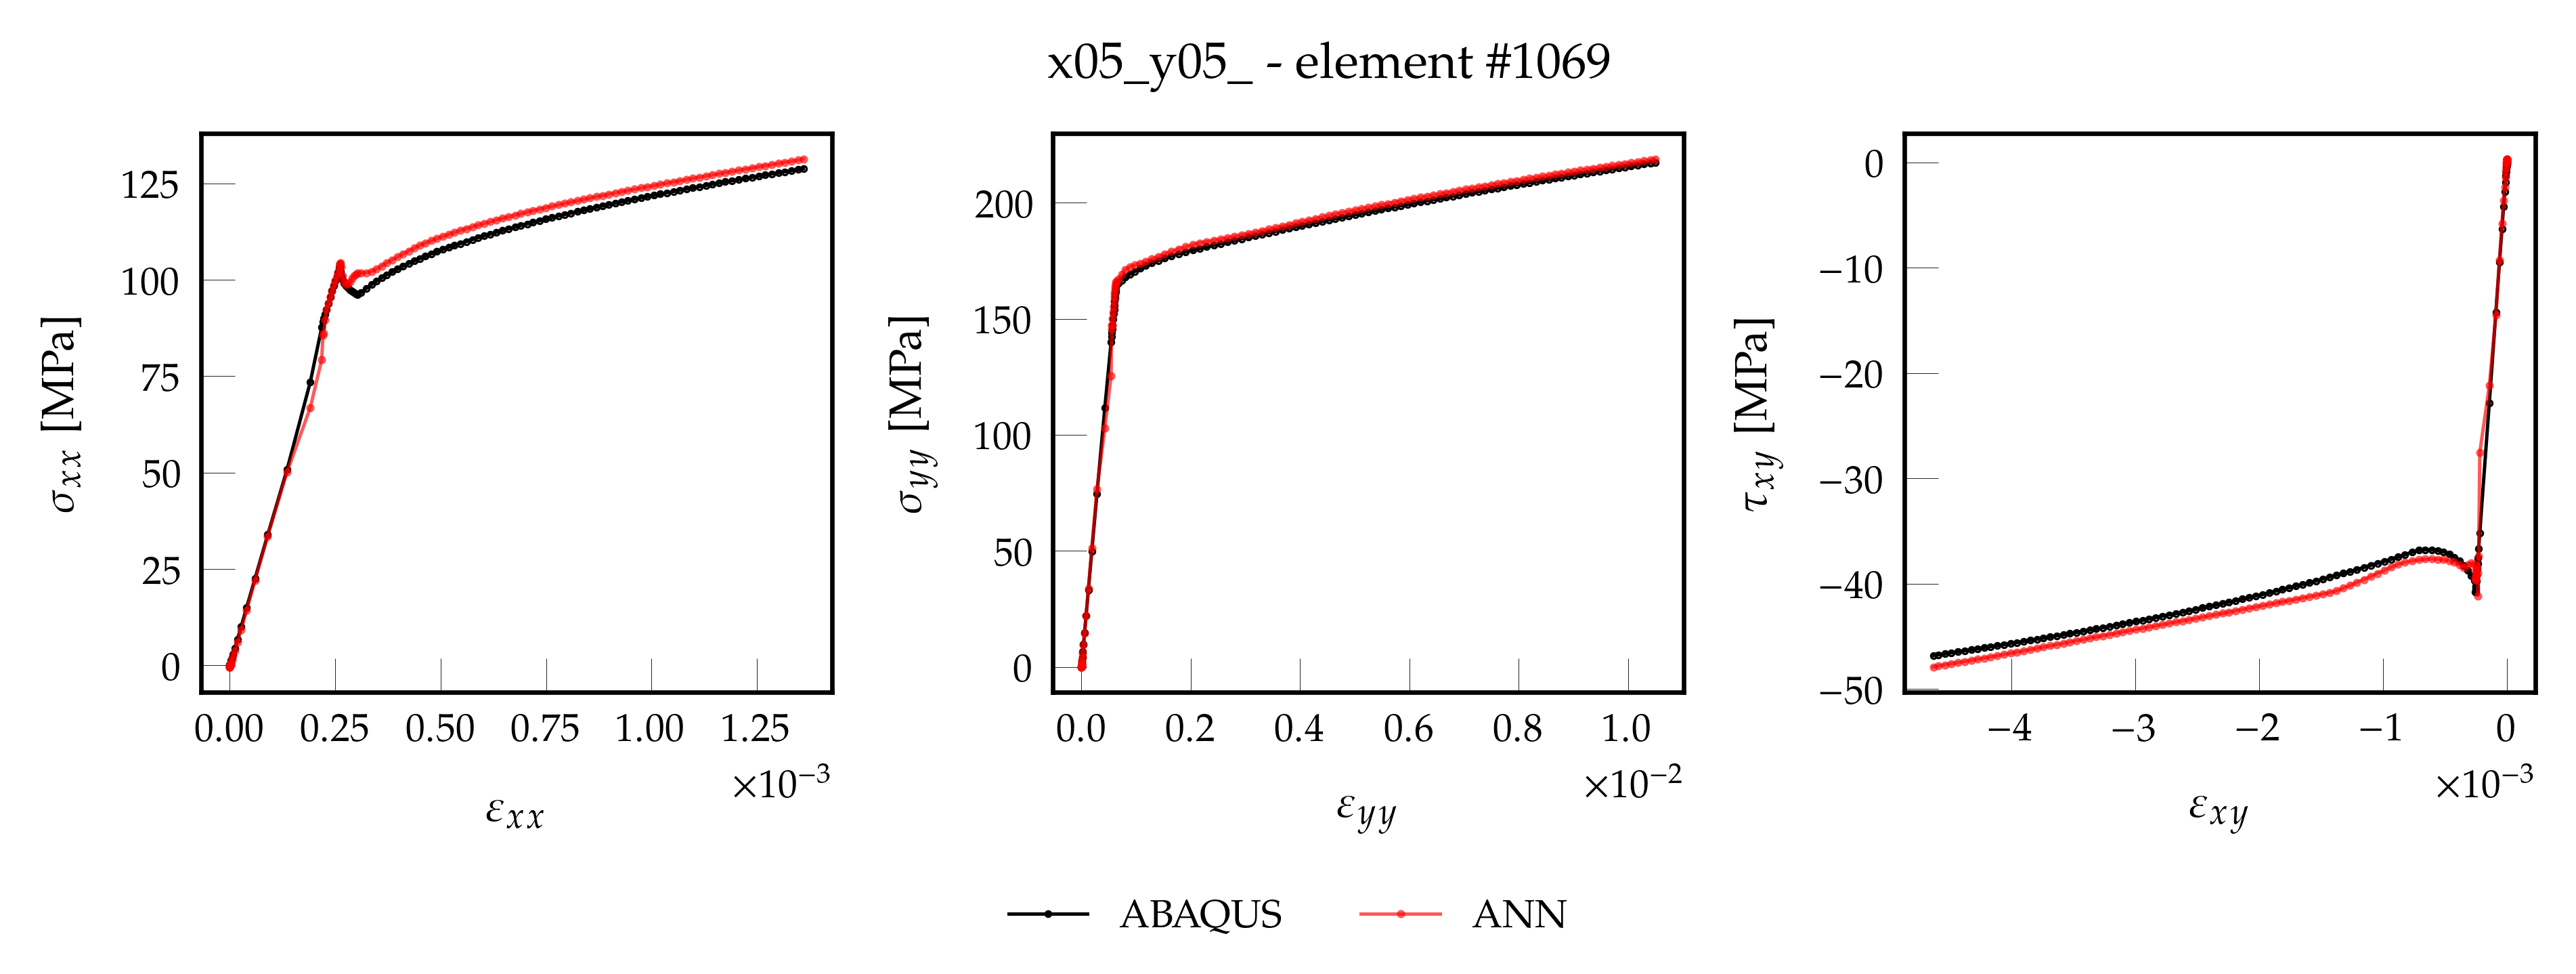 x05_y05_ - element #1069
σxx [MPa]
125
100
75
50
25
0
0.00 0.25 0.50 0.75 1.00 1.25
×10⁻³
εxx
σyy [MPa]
200
150
100
50
0
0.0 0.2 0.4 0.6 0.8 1.0
×10⁻²
εyy
τxy [MPa]
0
−10
−20
−30
−40
−50
−4 −3 −2 −1 0
×10⁻³
εxy
ABAQUS ANN